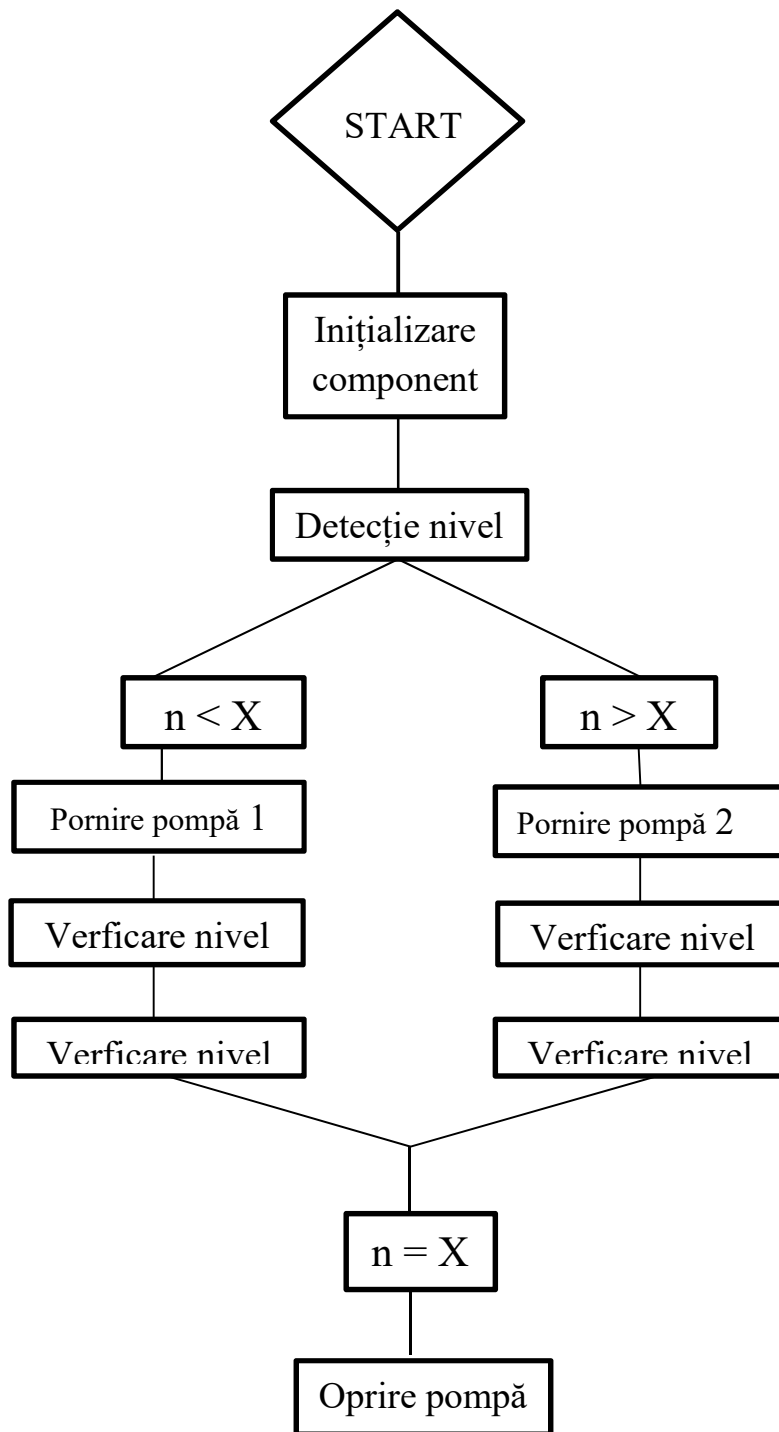 START
Inițializare
component
Detecție nivel
n < X
n > X
Pornire pompă 1
Pornire pompă 2
Verficare nivel
Verficare nivel
Verficare nivel
Verficare nivel
n = X
Oprire pompă